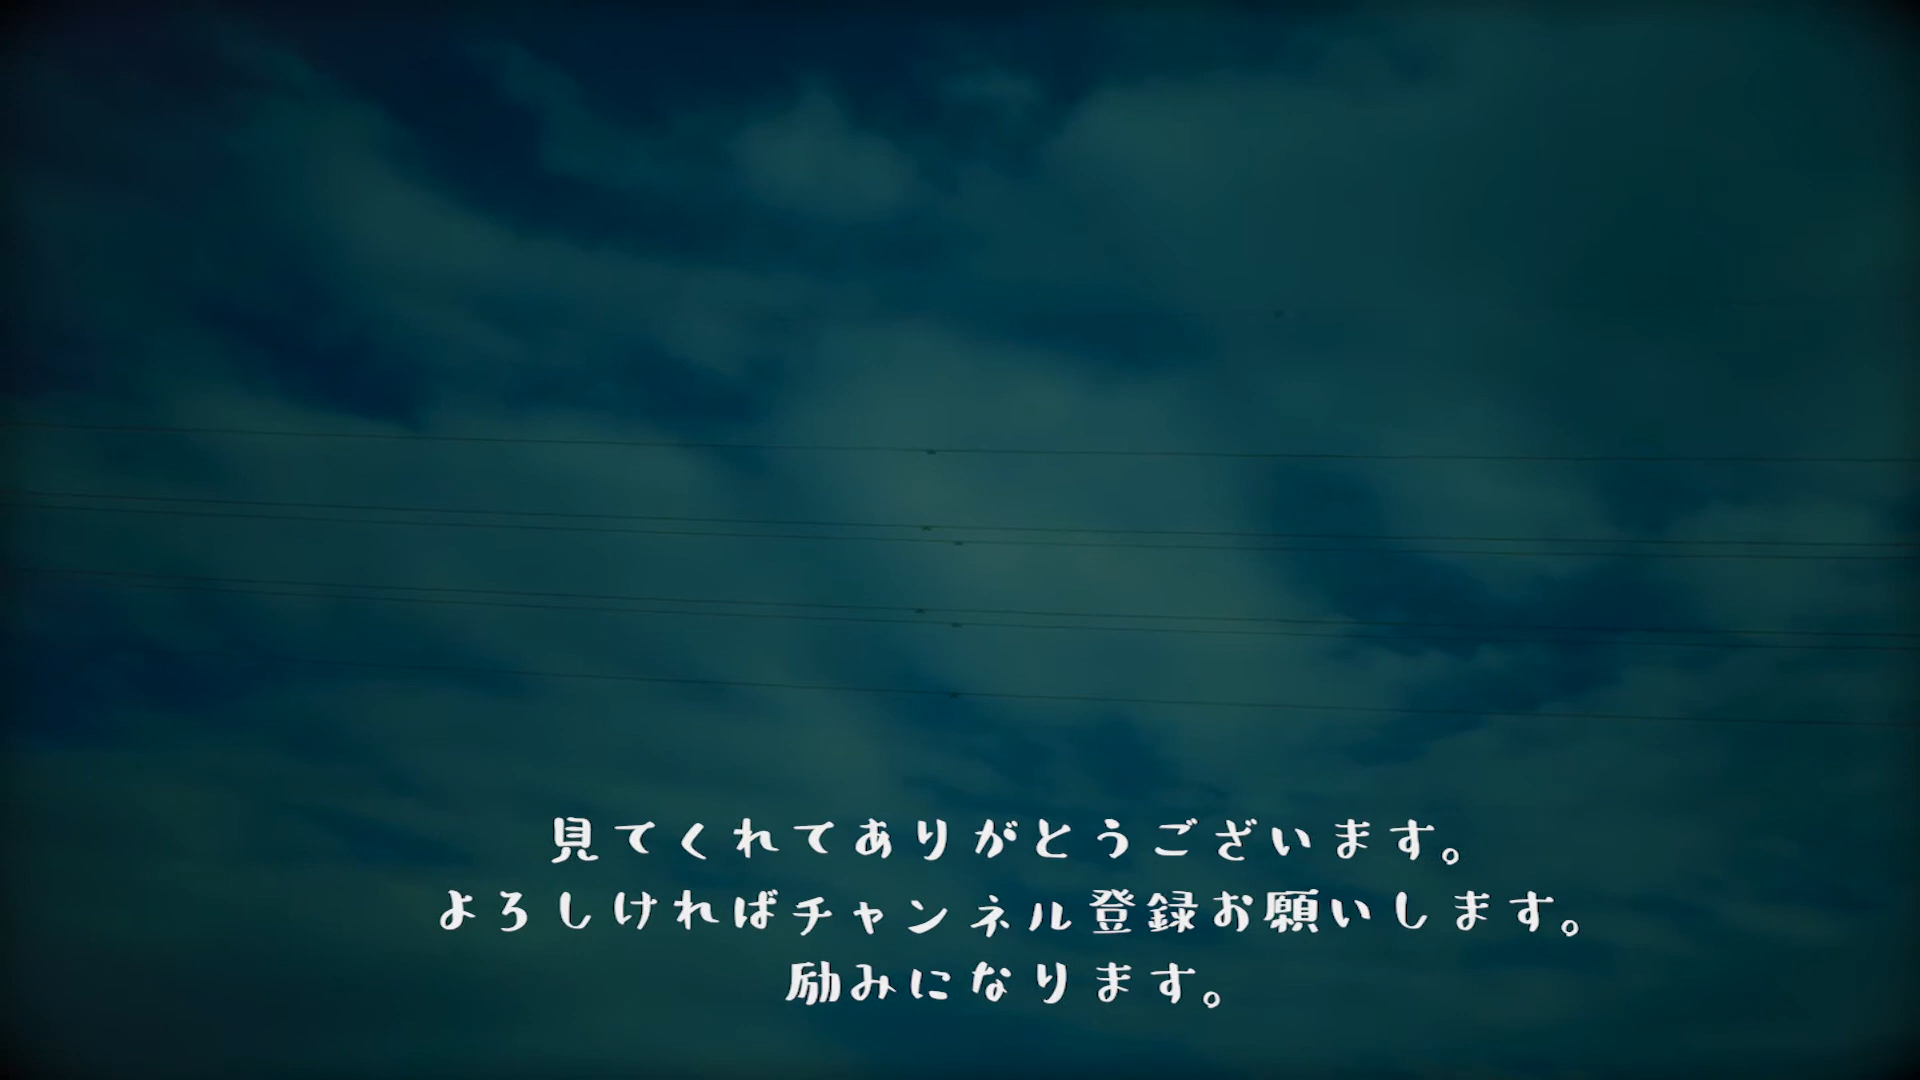 見てくれてありがとうございます。
よろしければチャンネル登録お願いします。
励みになります。